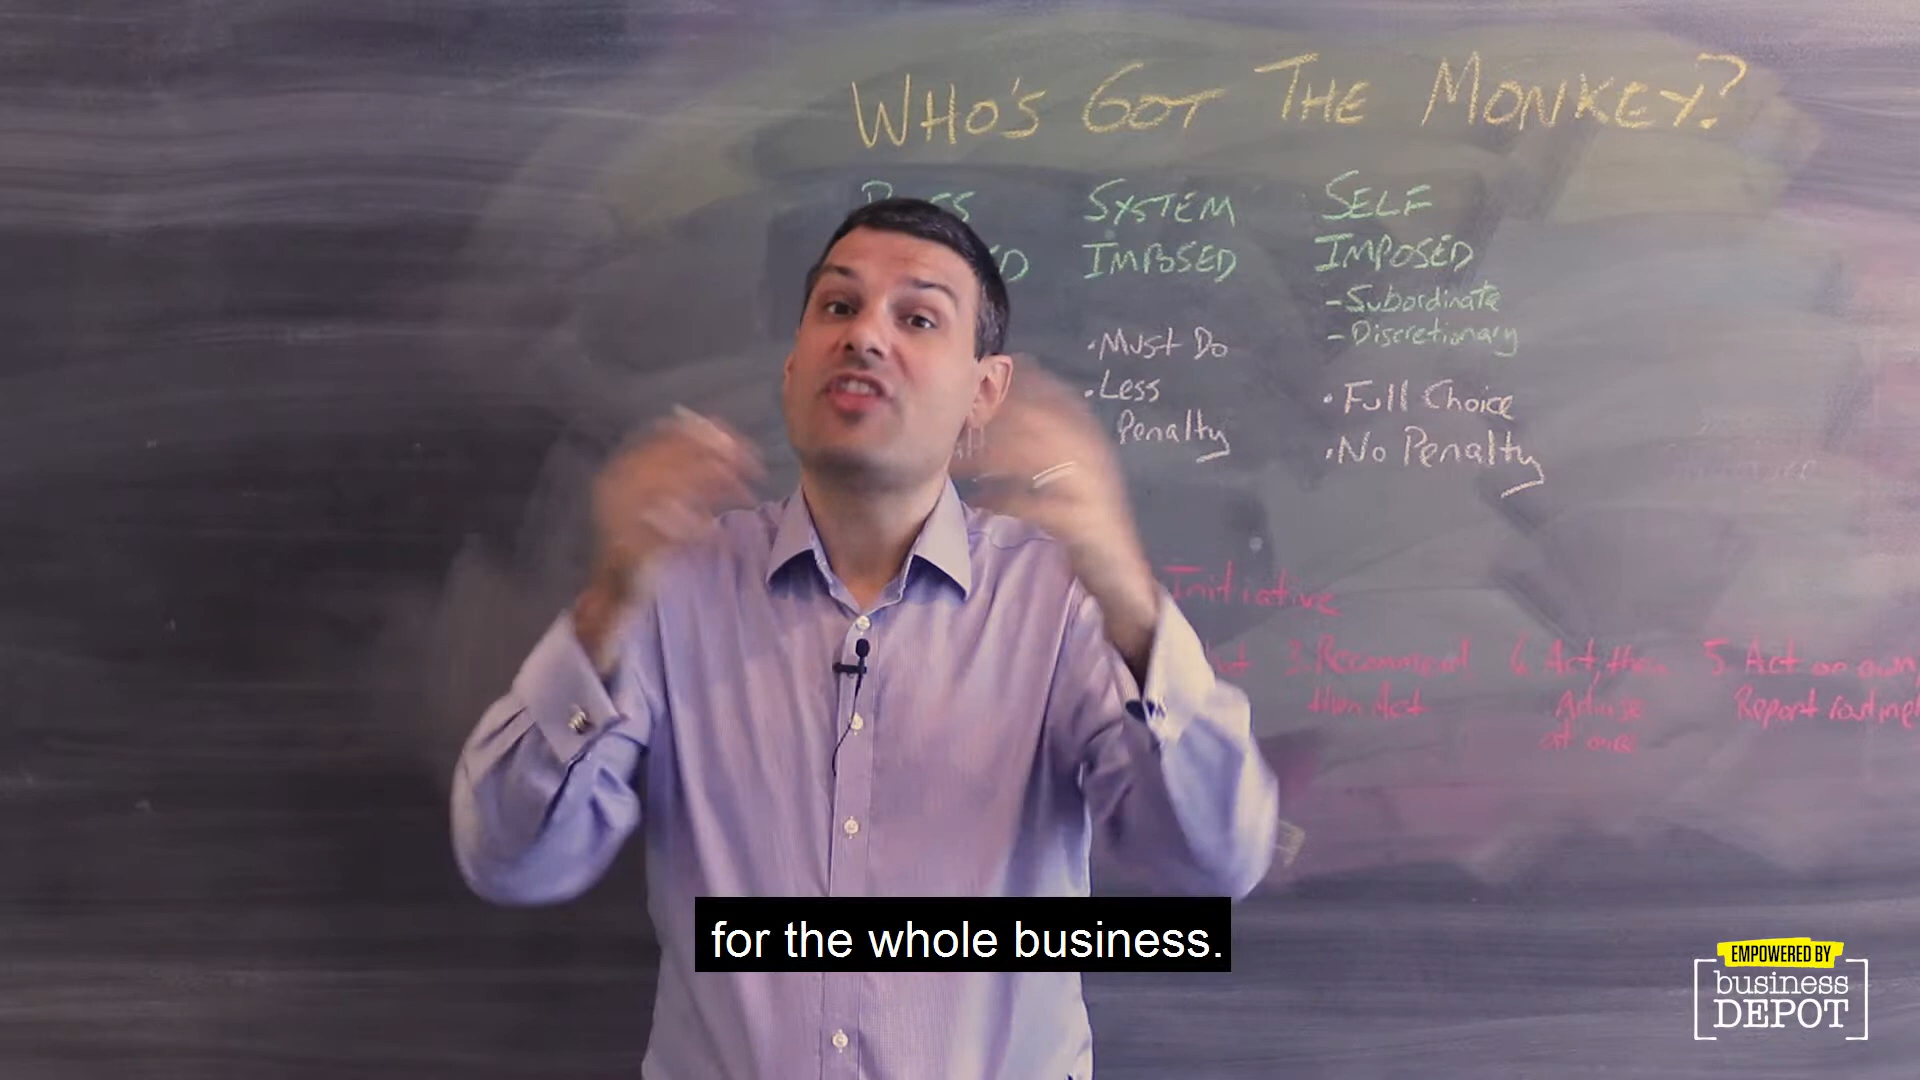 WHO'S GOT THE MONKEY?
SYSTEM
IMPOSED
SELF
IMPOSED
-Subordinate
-Discretionary
•Must Do
•Less
Penalty
•Full Choice
•No Penalty
Initiative
3. Recommend,
then Act
Act, then
Advise
at once
5. Act on own,
Report
for the whole business.
EMPOWERED BY
business
DEPOT